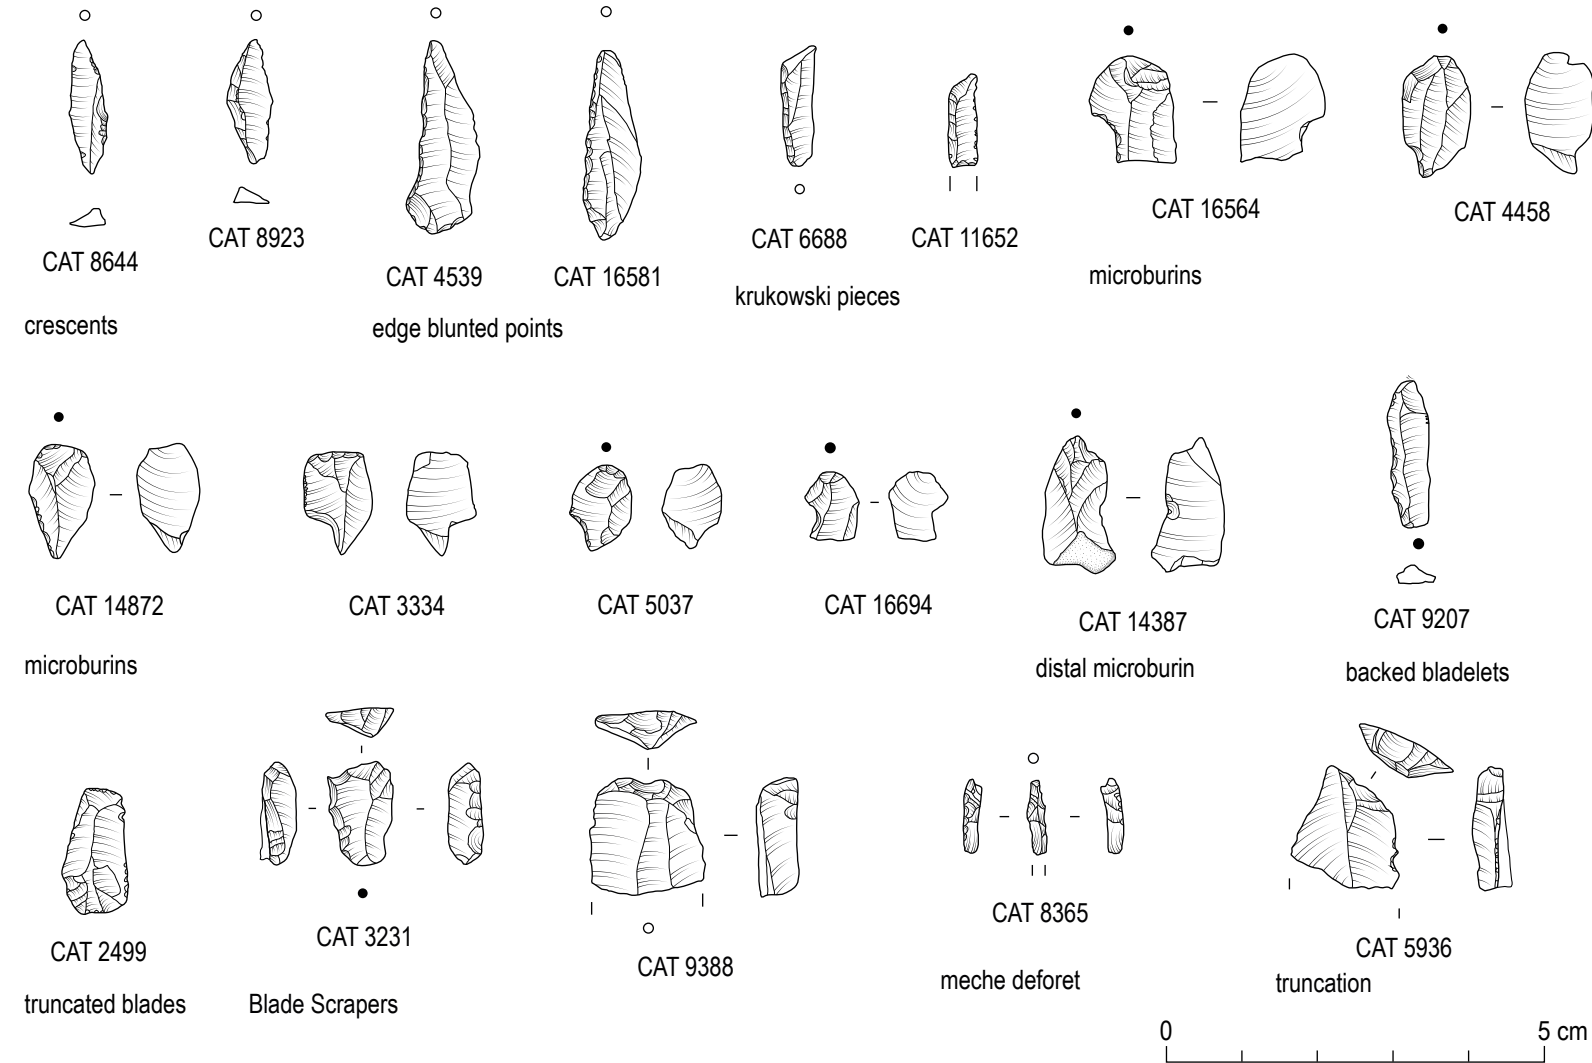 CAT 8644
CAT 8923
CAT 4539
CAT 16581
CAT 6688
CAT 11652
CAT 16564
CAT 4458
crescents
edge blunted points
krukowski pieces
microburins
CAT 14872
CAT 3334
CAT 5037
CAT 16694
CAT 14387
CAT 9207
microburins
distal microburin
backed bladelets
CAT 2499
CAT 3231
CAT 9388
CAT 8365
CAT 5936
truncated blades
Blade Scrapers
meche deforet
truncation
0
5 cm